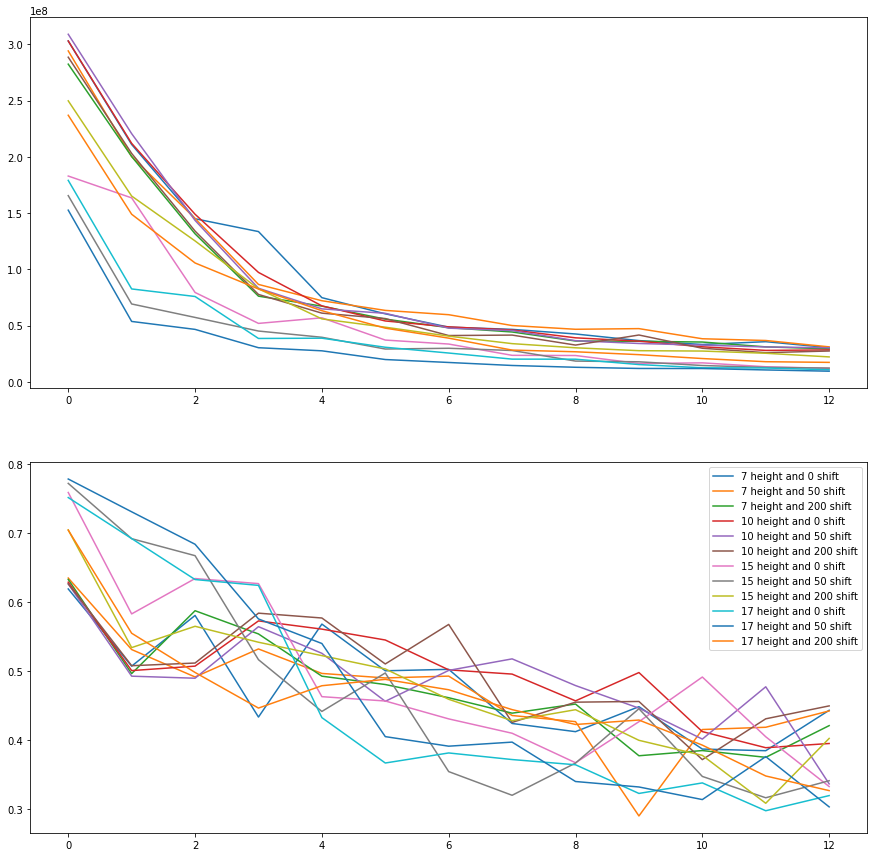 1e8
3.0
2.5
2.0
1.5
1.0
0.5
0.0
0 2 4 6 8 10 12
0.8
0.7
0.6
0.5
0.4
0.3
7 height and 0 shift
7 height and 50 shift
7 height and 200 shift
10 height and 0 shift
10 height and 50 shift
10 height and 200 shift
15 height and 0 shift
15 height and 50 shift
15 height and 200 shift
17 height and 0 shift
17 height and 50 shift
17 height and 200 shift
0 2 4 6 8 10 12